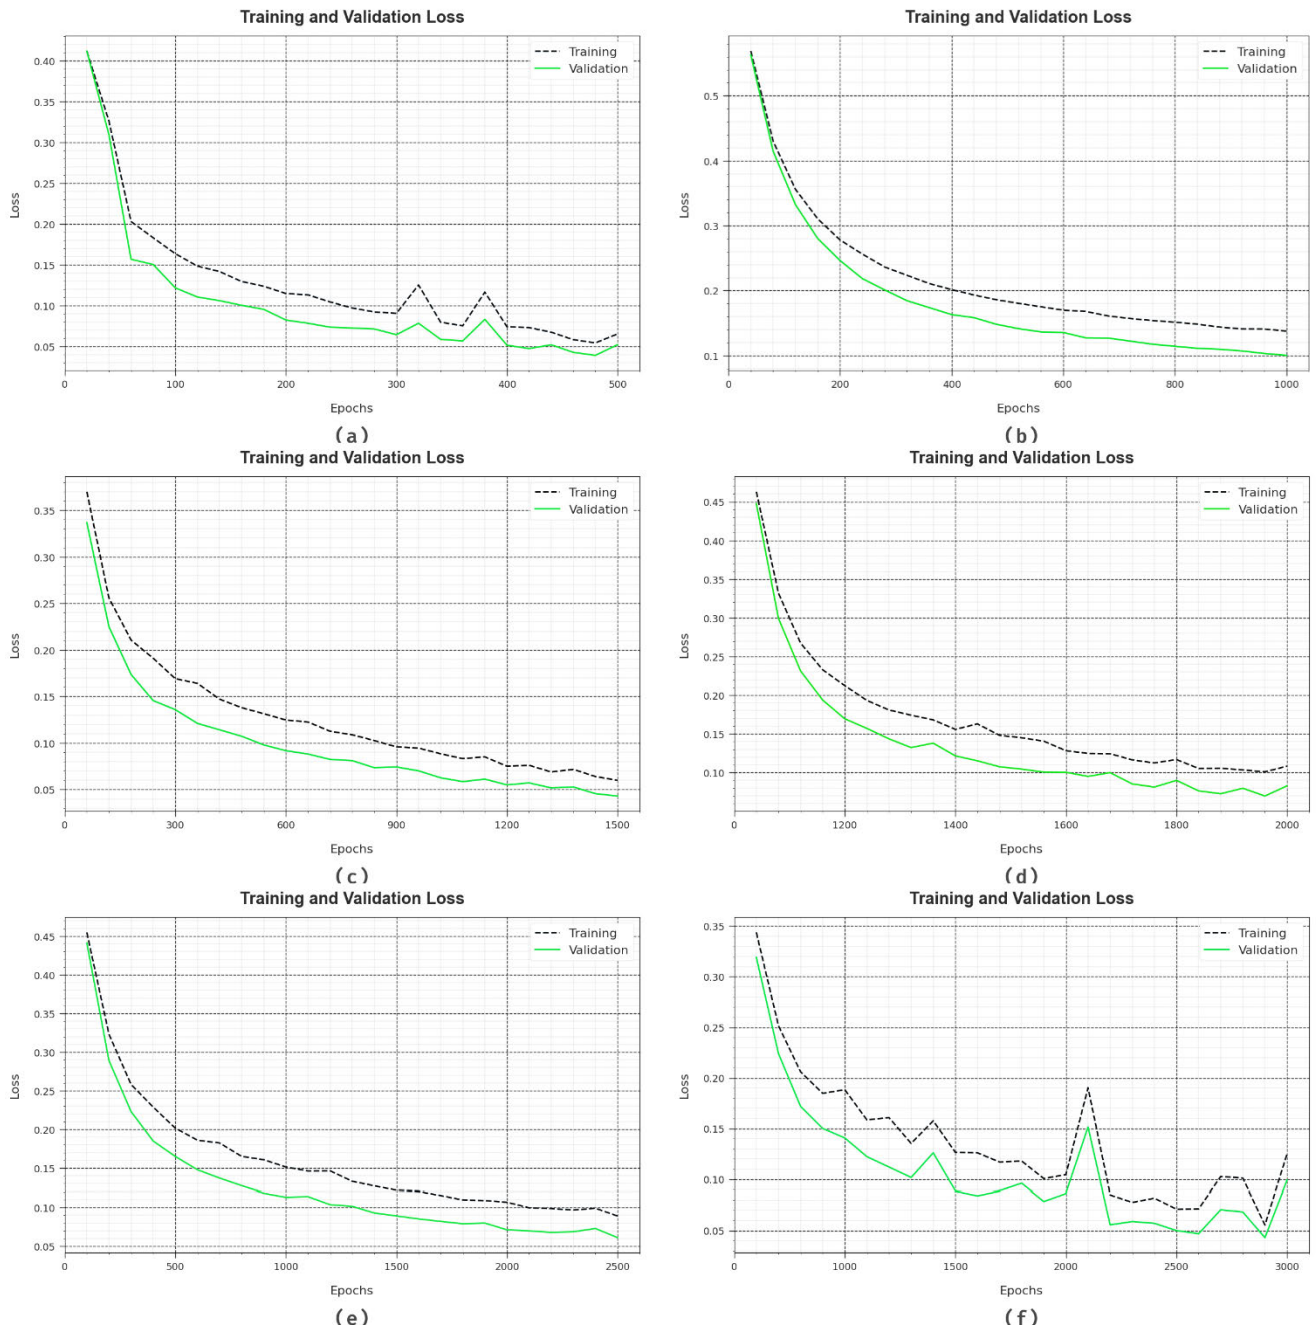 Training and Validation Loss
Training
Validation
0.40
0.35
0.30
0.25
0.20
0.15
0.10
0.05
Loss
0 100 200 300 400 500
Epochs
(a)
Training and Validation Loss
Training
Validation
0.5
0.4
0.3
0.2
0.1
Loss
0 200 400 600 800 1000
Epochs
(b)
Training and Validation Loss
Training
Validation
0.35
0.30
0.25
0.20
0.15
0.10
0.05
Loss
0 300 600 900 1200 1500
Epochs
(c)
Training and Validation Loss
Training
Validation
0.45
0.40
0.35
0.30
0.25
0.20
0.15
0.10
Loss
0 1200 1400 1600 1800 2000
Epochs
(d)
Training and Validation Loss
Training
Validation
0.45
0.40
0.35
0.30
0.25
0.20
0.15
0.10
0.05
Loss
0 500 1000 1500 2000 2500
Epochs
(e)
Training and Validation Loss
Training
Validation
0.35
0.30
0.25
0.20
0.15
0.10
0.05
Loss
0 1000 1500 2000 2500 3000
Epochs
(f)